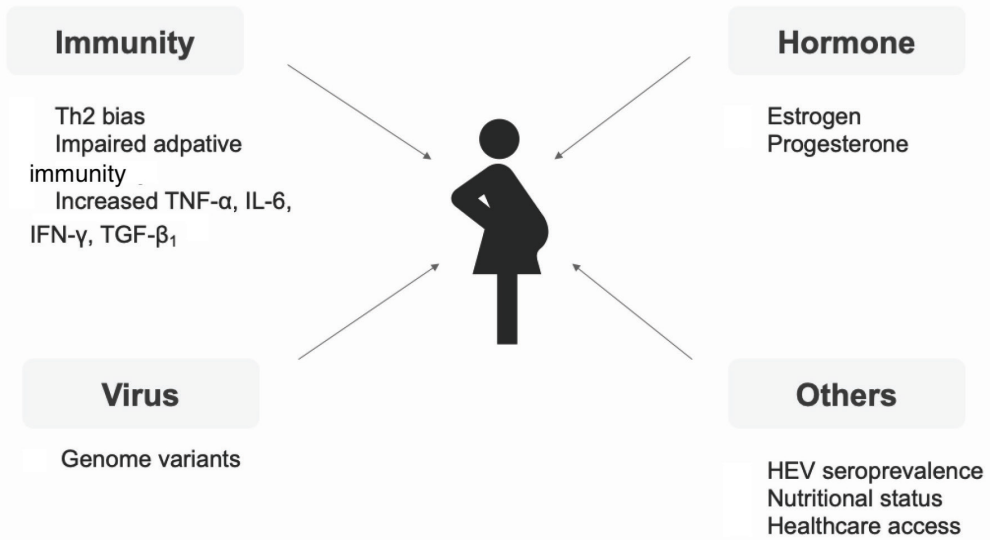 Immunity
Th2 bias
Impaired adpative
immunity
Increased TNF-α, IL-6,
IFN-γ, TGF-β₁
Hormone
Estrogen
Progesterone
Virus
Genome variants
Others
HEV seroprevalence
Nutritional status
Healthcare access